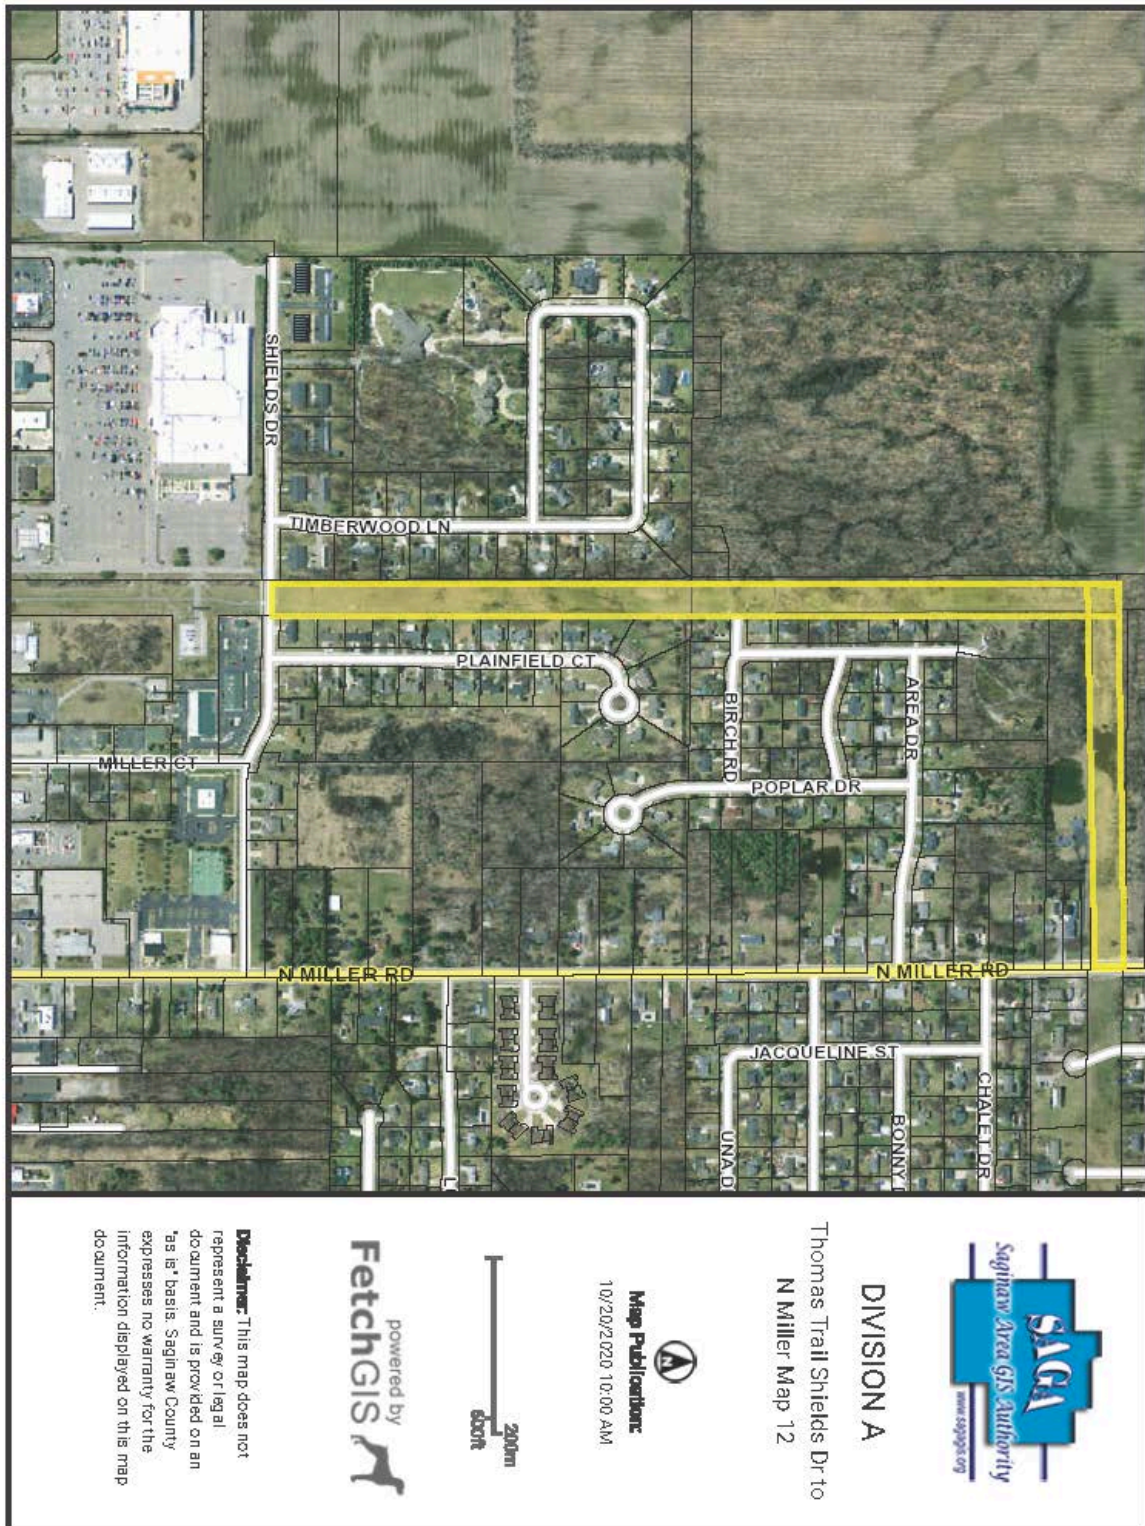 SHIELDS DR
TIMBERWOOD LN
PLAINFIELD CT
BIRCH RD
AREA DR
MILLER CT
POPLAR DR
N MILLER RD
N MILLER RD
JACQUELINE ST
CHALET DR
BONNY
UNA D
SAGA
Saginaw Area GIS Authority
www.sagagis.org
DIVISION A
Thomas Trail Shields Dr to
N Miller Map 12
N
Map Publication:
10/20/2020 10:00 AM
200m
600ft
powered by
FetchGIS
Disclaimer: This map does not
represent a survey or legal
document and is provided on an
"as is" basis. Saginaw County
expresses no warranty for the
information displayed on this map
document.